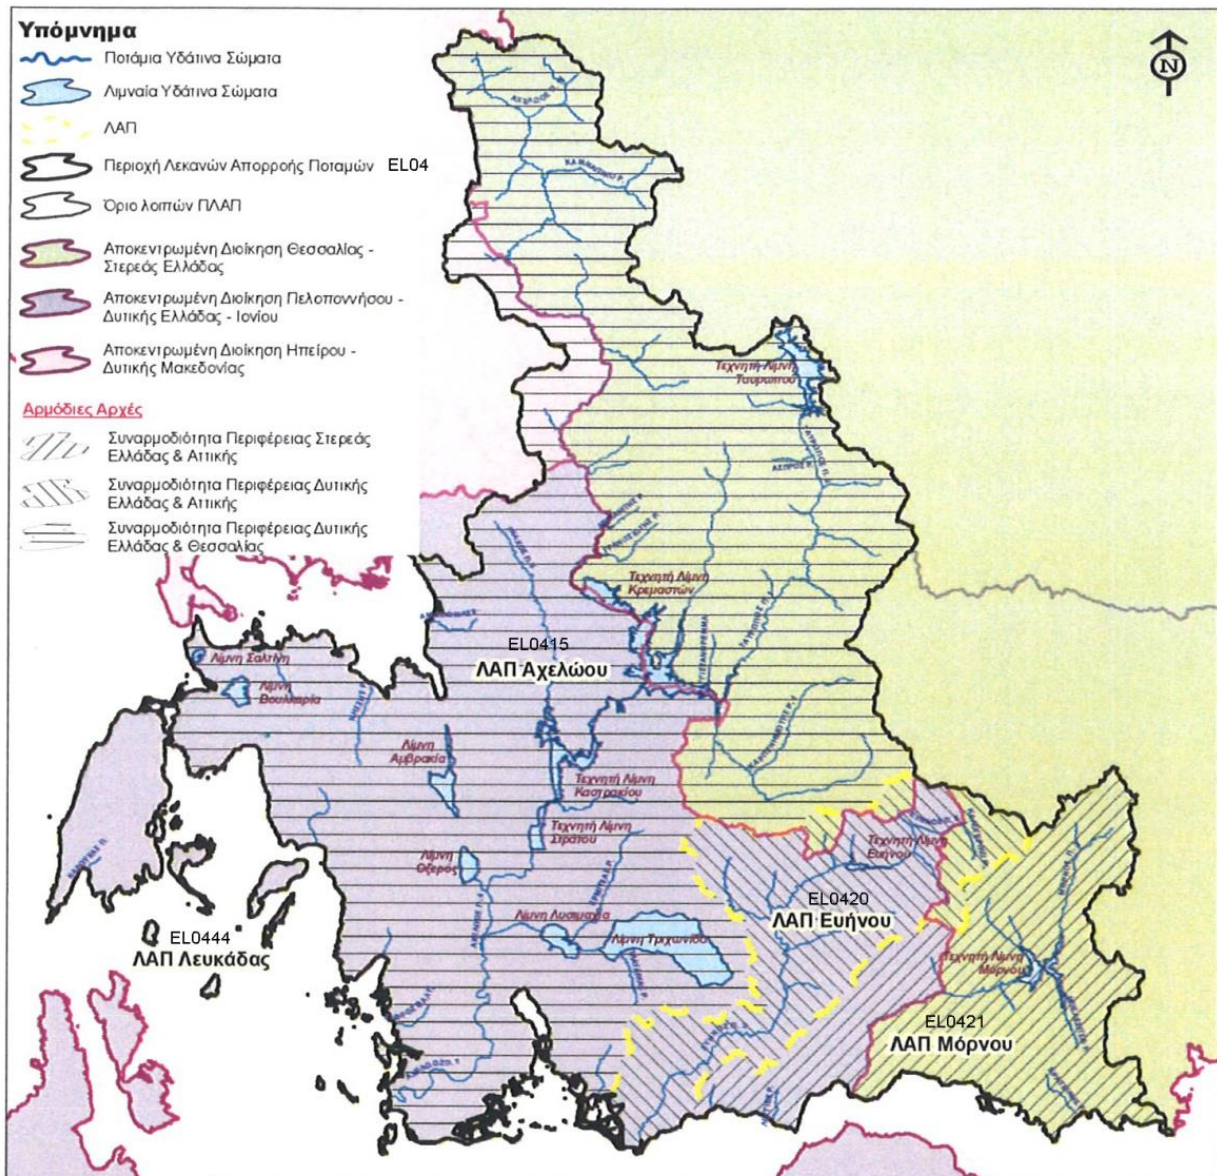 Υπόμνημα
Ποτάμια Υδάτινα Σώματα
Λιμναία Υδάτινα Σώματα
ΛΑΠ
Περιοχή Λεκανών Απορροής Ποταμών EL04
Όριο λοιπών ΠΛΑΠ
Αποκεντρωμένη Διοίκηση Θεσσαλίας -
Στερεάς Ελλάδας
Αποκεντρωμένη Διοίκηση Πελοποννήσου -
Δυτικής Ελλάδας - Ιονίου
Αποκεντρωμένη Διοίκηση Ηπείρου -
Δυτικής Μακεδονίας
Αρμόδιες Αρχές
Συναρμοδιότητα Περιφέρειας Στερεάς
Ελλάδας & Αττικής
Συναρμοδιότητα Περιφέρειας Δυτικής
Ελλάδας & Αττικής
Συναρμοδιότητα Περιφέρειας Δυτικής
Ελλάδας & Θεσσαλίας
N
Τεχνητή Λίμνη
Ταυρωπού
Τεχνητή Λίμνη
Κρεμαστών
EL0415
ΛΑΠ Αχελώου
Λίμνη Σαλτίνη
Λίμνη
Βουλκαρία
Λίμνη
Αμβρακία
Τεχνητή Λίμνη
Καστρακίου
Τεχνητή Λίμνη
Στράτου
Τεχνητή Λίμνη
Ευήνου
Λίμνη
Οζερός
EL0420
ΛΑΠ Ευήνου
Λίμνη Λυσιμαχία
Λίμνη Τριχωνίδα
EL0444
ΛΑΠ Λευκάδας
Τεχνητή Λίμνη
Μόρνου
EL0421
ΛΑΠ Μόρνου